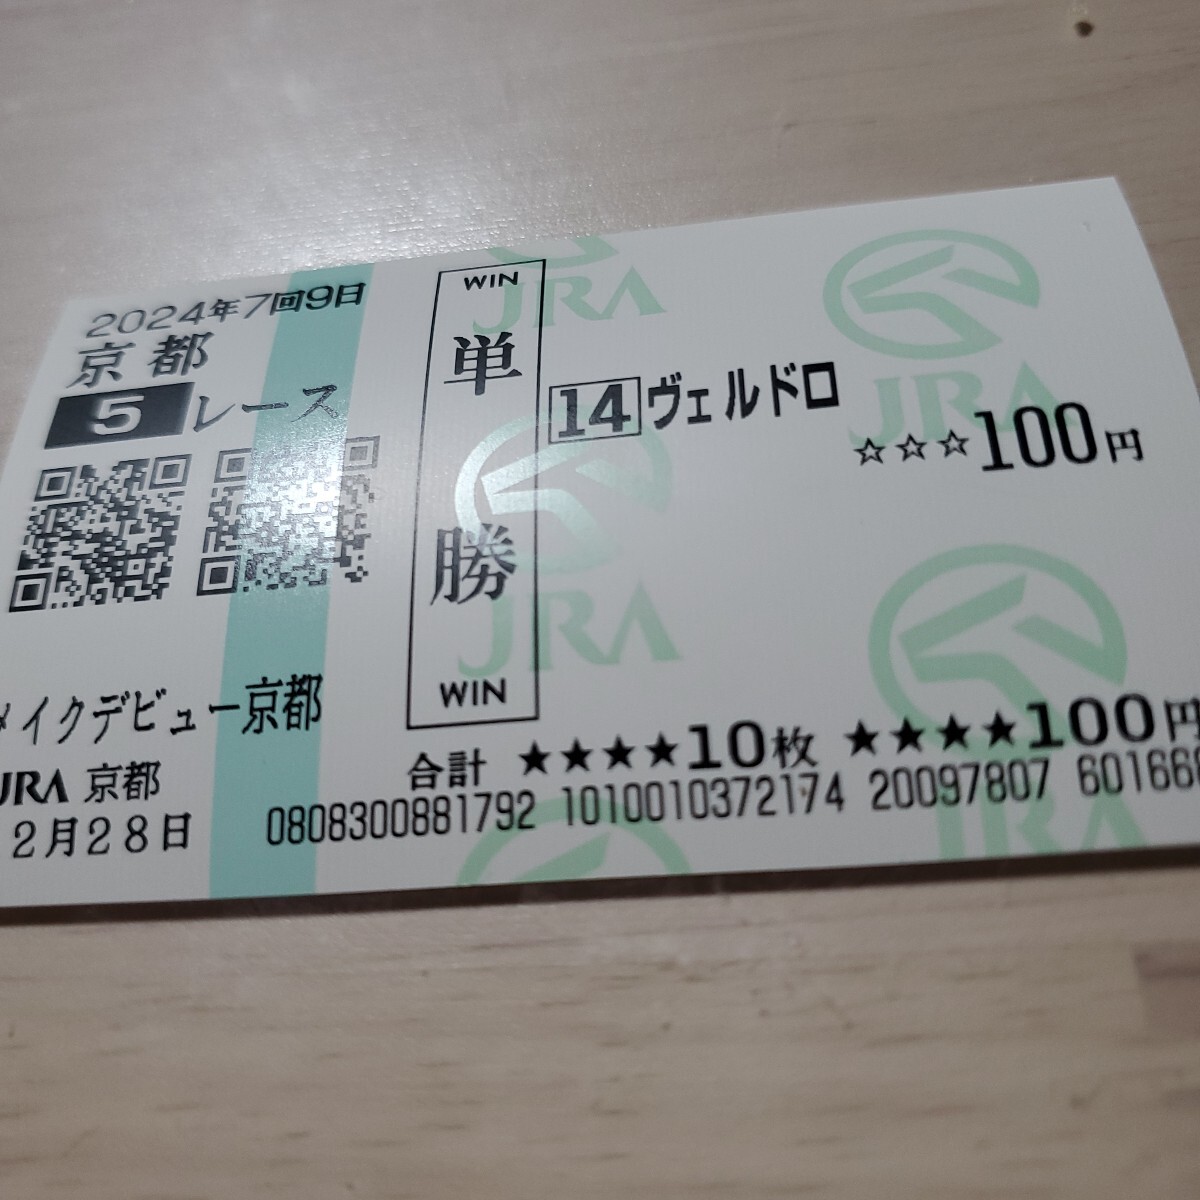 2024年7回9日
京都
5レース
WIN
単勝
WIN
14 ヴェルドロ
☆☆☆100円
メイクデビュー京都
JRA 京都
2月28日
合計 ★★★★10枚 ★★★★100円
0808300881792 1010010372174 20097807 601666
JRA
JRA
JRA
JRA